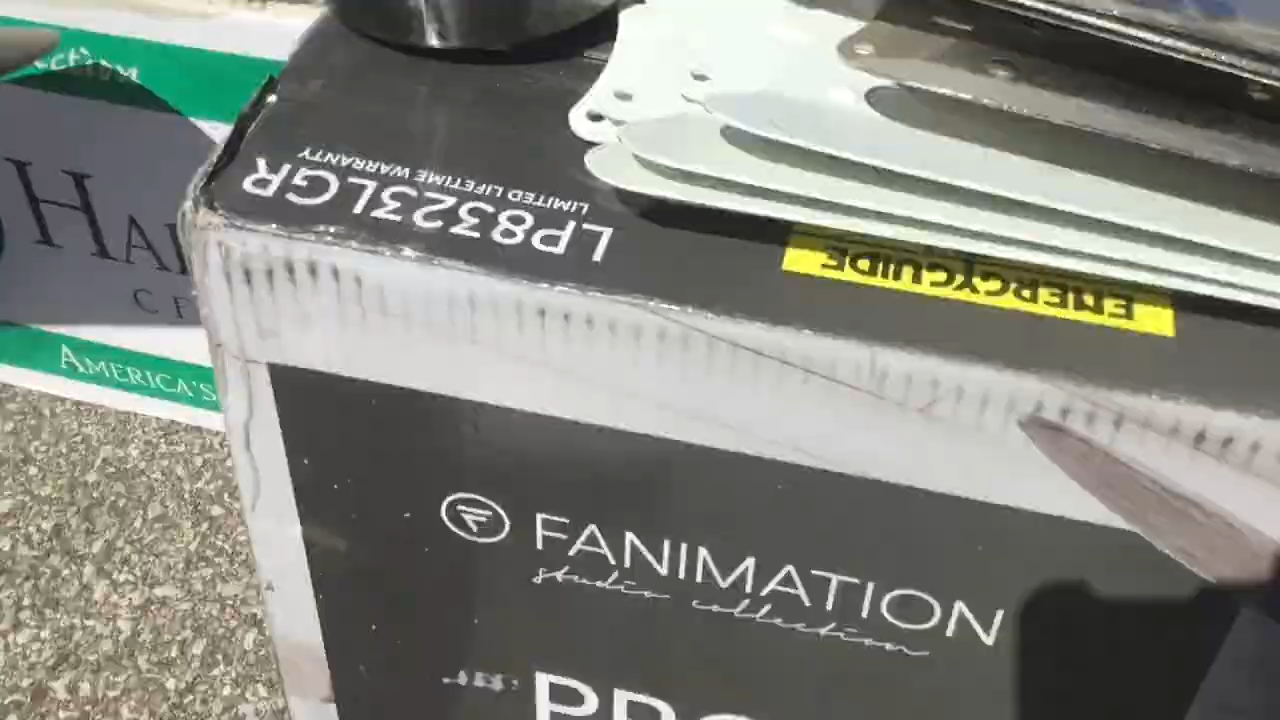 LP8323LGR
LIMITED LIFETIME WARRANTY
ENERGYGUIDE
AMERICA'S
FANIMATION
studio collection